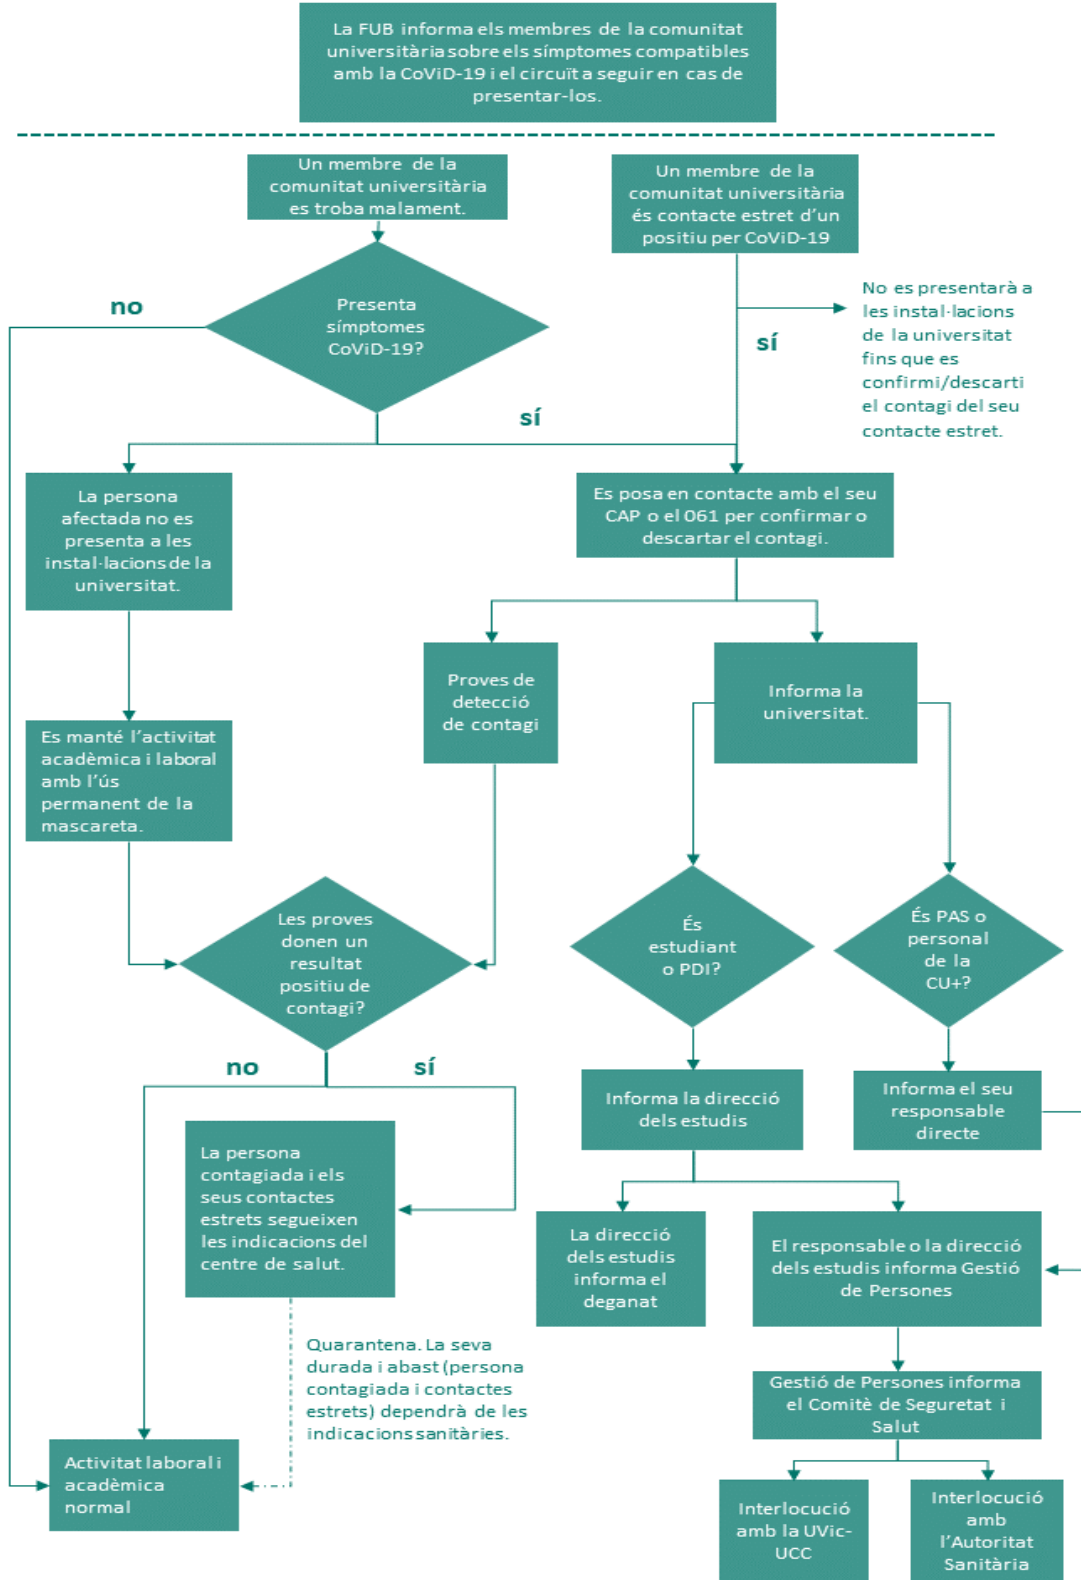 La FUB informa els membres de la comunitat
universitària sobre els símptomes compatibles
amb la CoViD-19 i el circuït a seguir en cas de
presentar-los.
Un membre de la
comunitat universitària
es troba malament.
Un membre de la
comunitat universitària
és contacte estret d'un
positiu per CoViD-19
no
Presenta
símptomes
CoViD-19?
sí
No es presentarà a
les instal·lacions
de la universitat
fins que es
confirmi/descarti
el contagi del seu
contacte estret.
sí
La persona
afectada no es
presenta a les
instal·lacions de la
universitat.
Es posa en contacte amb el seu
CAP o el 061 per confirmar o
descartar el contagi.
Es manté l'activitat
acadèmica i laboral
amb l'ús
permanent de la
mascareta.
Proves de
detecció
de contagi
Informa la
universitat.
Les proves
donen un
resultat
positiu de
contagi?
És
estudiant
o PDI?
És PAS o
personal
de la
CU+?
no
sí
Informa la direcció
dels estudis
Informa el seu
responsable
directe
La persona
contagiada i els
seus contactes
estrets segueixen
les indicacions del
centre de salut.
La direcció
dels estudis
informa el
deganat
El responsable o la direcció
dels estudis informa Gestió
de Persones
Quarantena. La seva
durada i abast (persona
contagiada i contactes
estrets) dependrà de les
indicacions sanitàries.
Gestió de Persones informa
el Comitè de Seguretat i
Salut
Activitat laboral i
acadèmica
normal
Interlocució
amb la UVic-
UCC
Interlocució
amb
l'Autoritat
Sanitària